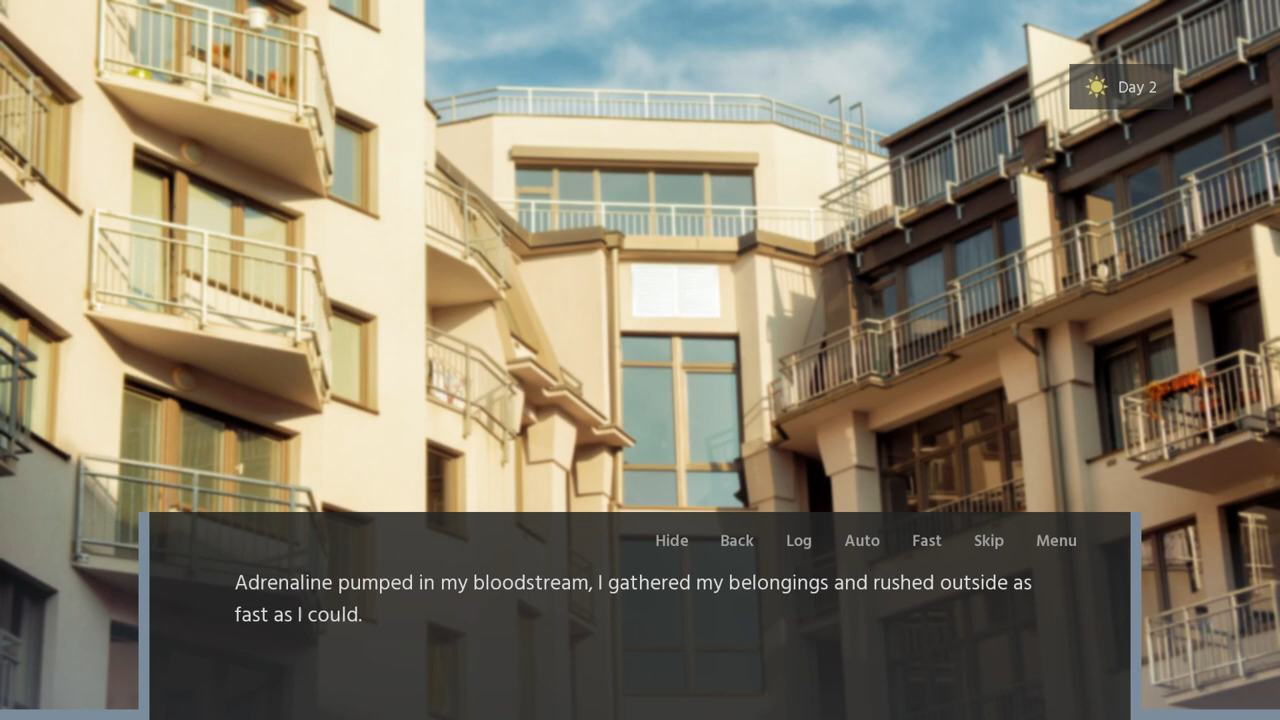 Day 2
Hide Back Log Auto Fast Skip Menu
Adrenaline pumped in my bloodstream, I gathered my belongings and rushed outside as
fast as I could.